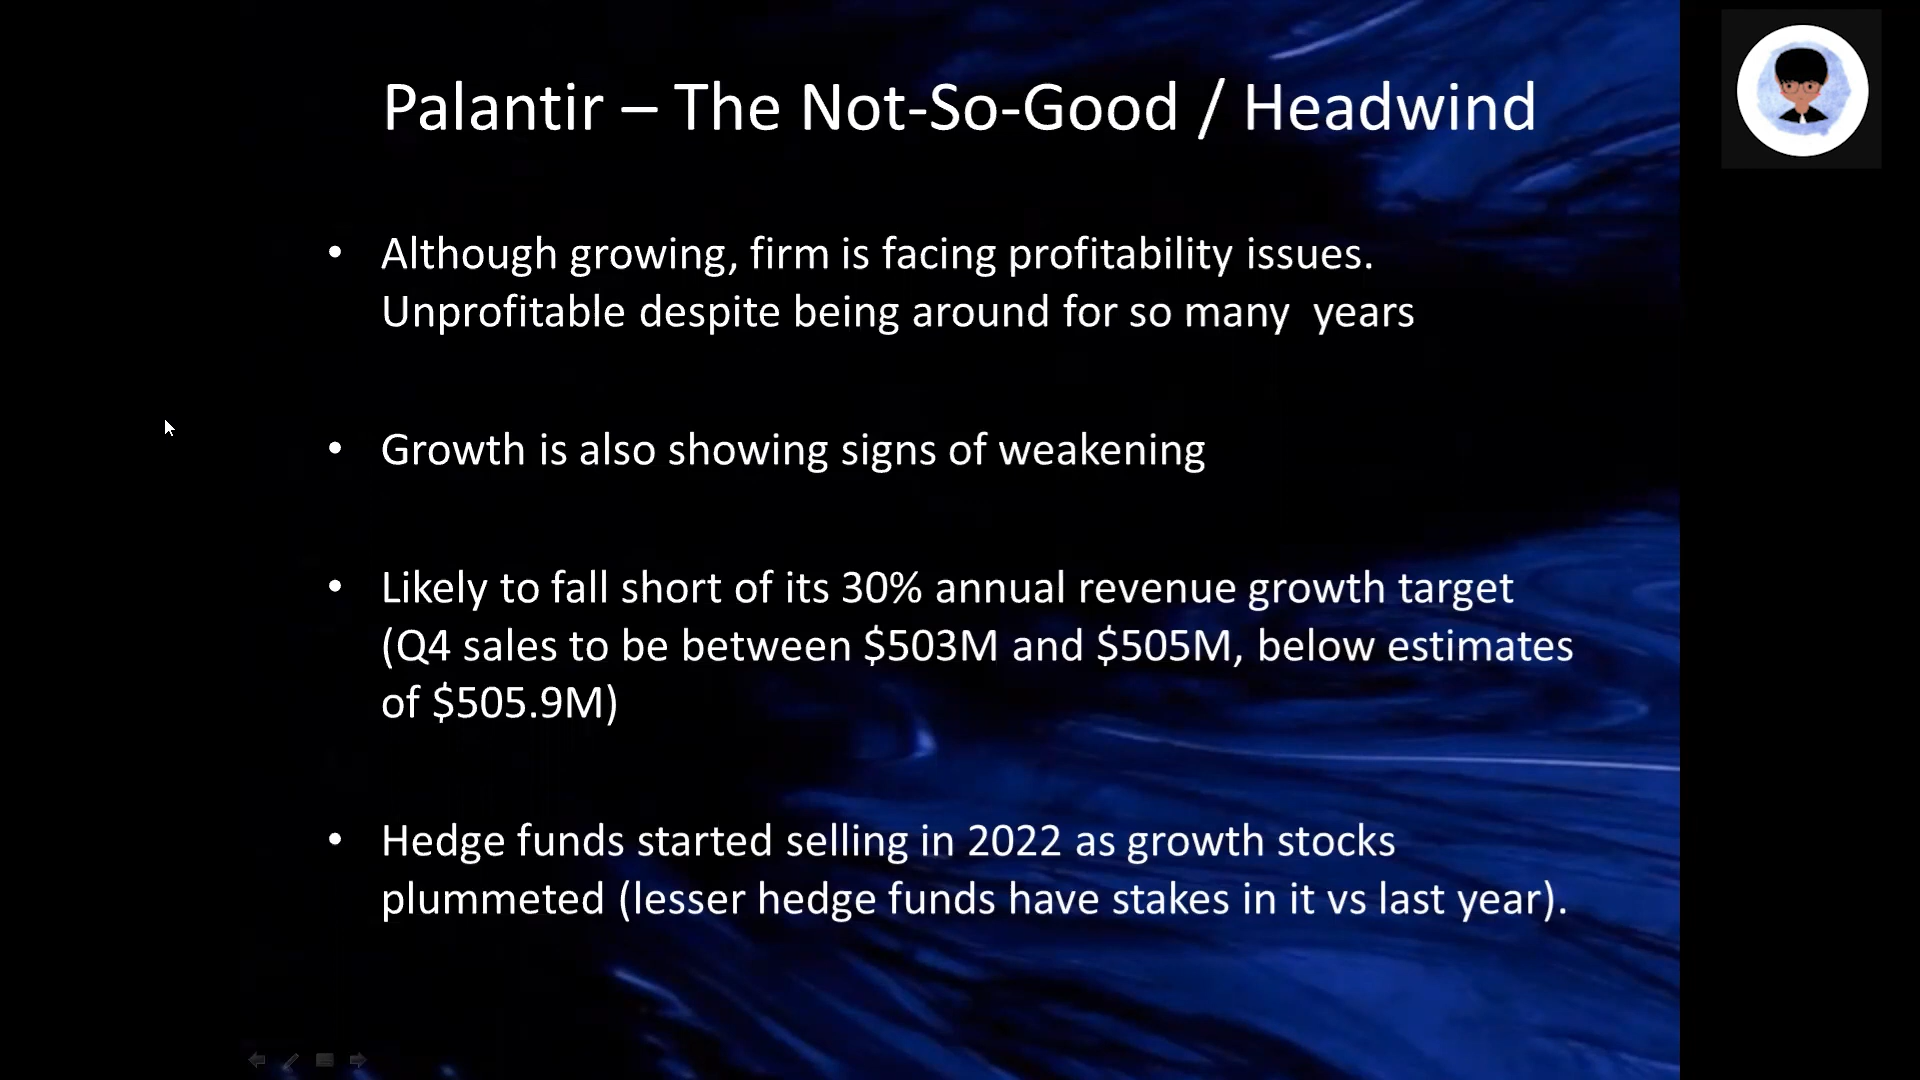 Palantir – The Not-So-Good / Headwind
• Although growing, firm is facing profitability issues.
Unprofitable despite being around for so many  years
• Growth is also showing signs of weakening
• Likely to fall short of its 30% annual revenue growth target
(Q4 sales to be between $503M and $505M, below estimates
of $505.9M)
• Hedge funds started selling in 2022 as growth stocks
plummeted (lesser hedge funds have stakes in it vs last year).